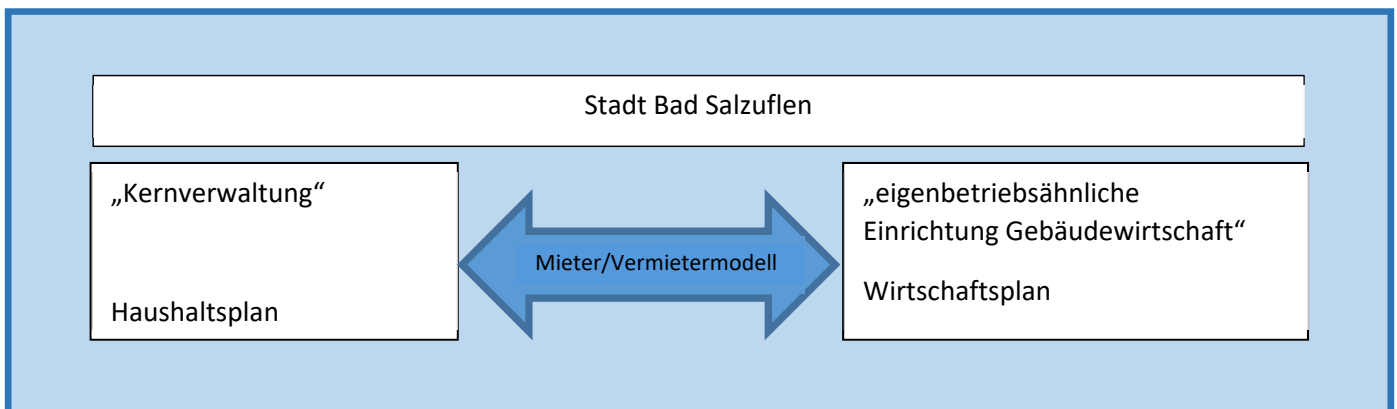 Stadt Bad Salzuflen
„Kernverwaltung“
Haushaltsplan
Mieter/Vermietermodell
„eigenbetriebsähnliche
Einrichtung Gebäudewirtschaft“
Wirtschaftsplan